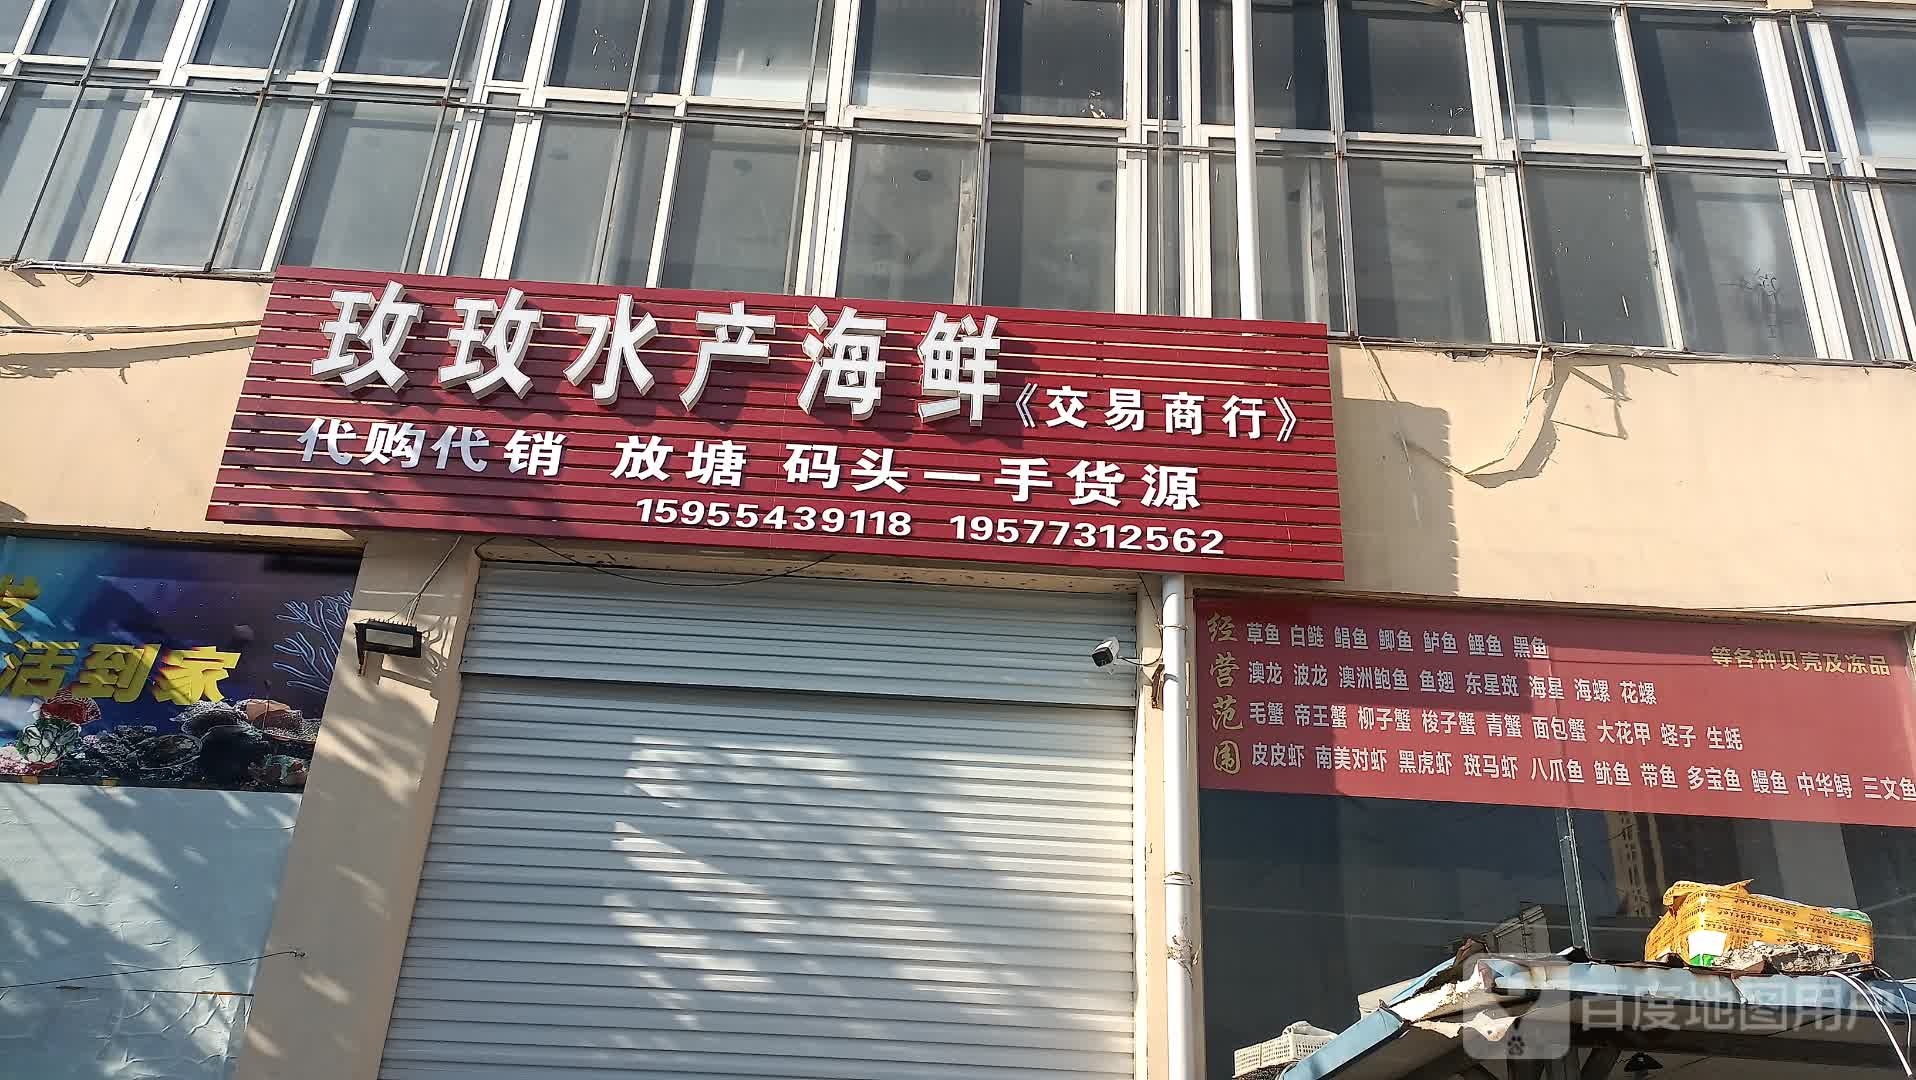 玫玫水产海鲜
《交易商行》
代购代销 放塘 码头一手货源
15955439118 19577312562
活到家
经营范围
等各种贝壳及冻品
草鱼 白鲢 鲳鱼 鲫鱼 鲈鱼 鲤鱼 黑鱼
澳龙 波龙 澳洲鲍鱼 鱼翅 东星斑 海星 海螺 花螺
毛蟹 帝王蟹 柳子蟹 梭子蟹 青蟹 面包蟹 大花甲 蛏子 生蚝
皮皮虾 南美对虾 黑虎虾 斑马虾 八爪鱼 鱿鱼 带鱼 多宝鱼 鳗鱼 中华鲟 三文鱼
百度地图用户